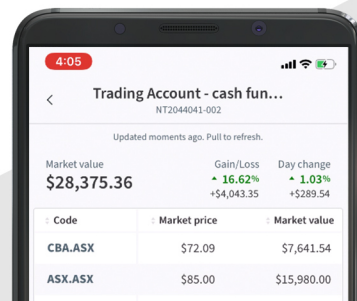 4:05
Trading Account - cash fun...
NT2044041-002
Updated moments ago. Pull to refresh.
Market value Gain/Loss Day change
$28,375.36 16.62% 1.03%
+$4,043.35 +$289.54
Code Market price Market value
CBA.ASX $72.09 $7,641.54
ASX.ASX $85.00 $15,980.00